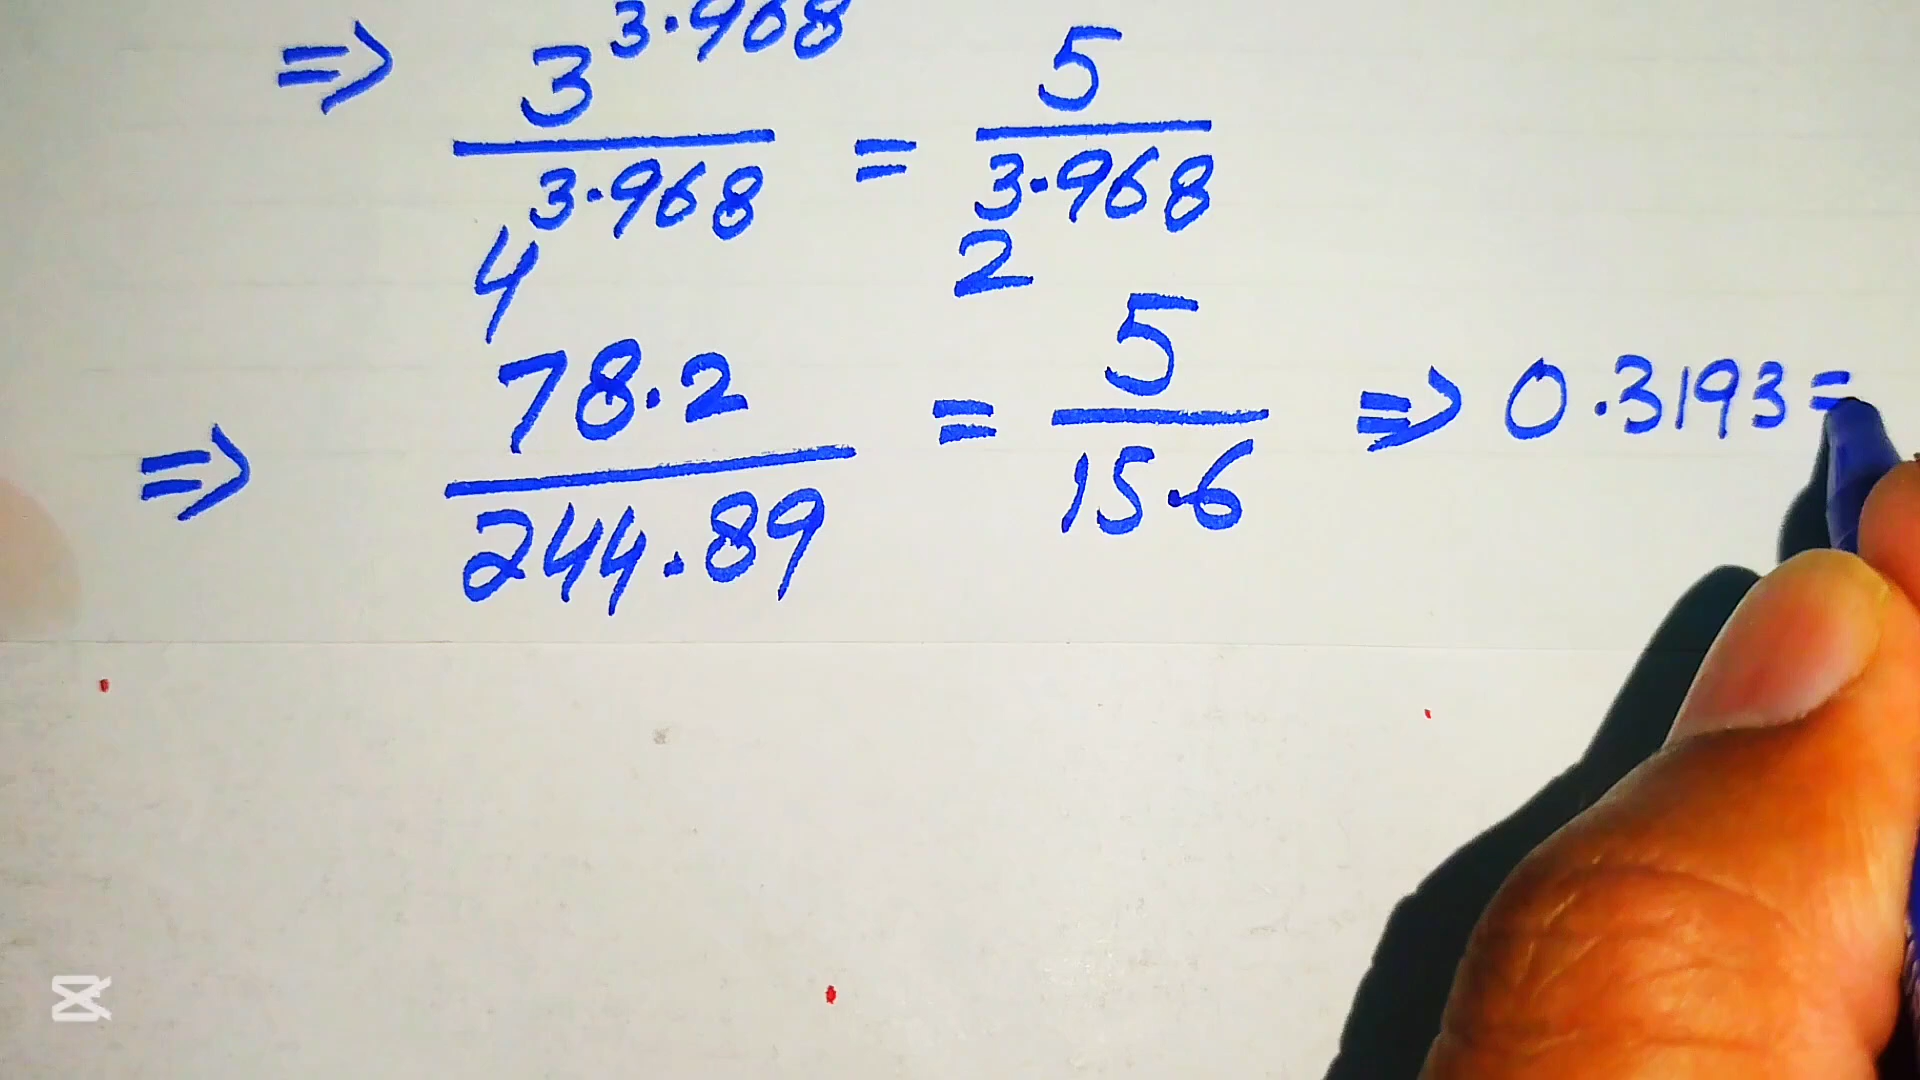 => 3^3.968 / 4^3.968 = 5 / 2^3.968
=> 78.2 / 244.89 = 5 / 15.6 => 0.3193 =